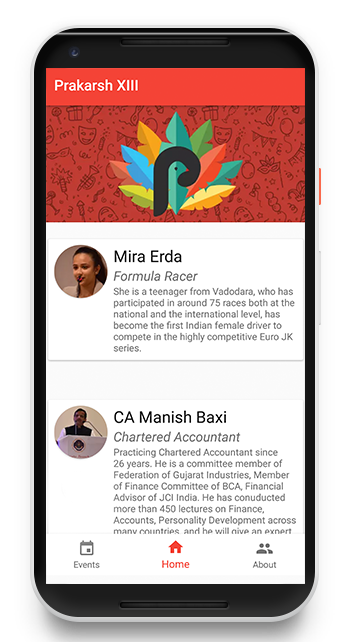 Prakarsh XIII
Mira Erda
Formula Racer
She is a teenager from Vadodara, who has
participated in around 75 races both at the
national and the international level, has
become the first Indian female driver to
compete in the highly competitive Euro JK
series.
CA Manish Baxi
Chartered Accountant
Practicing Chartered Accountant since
26 years. He is a committee member of
Federation of Gujarat Industries, Member
of Finance Committee of BCA, Financial
Advisor of JCI India. He has conuducted
more than 450 lectures on Finance,
Accounts, Personality Development across
many countries, and he will give an expert
Events
Home
About